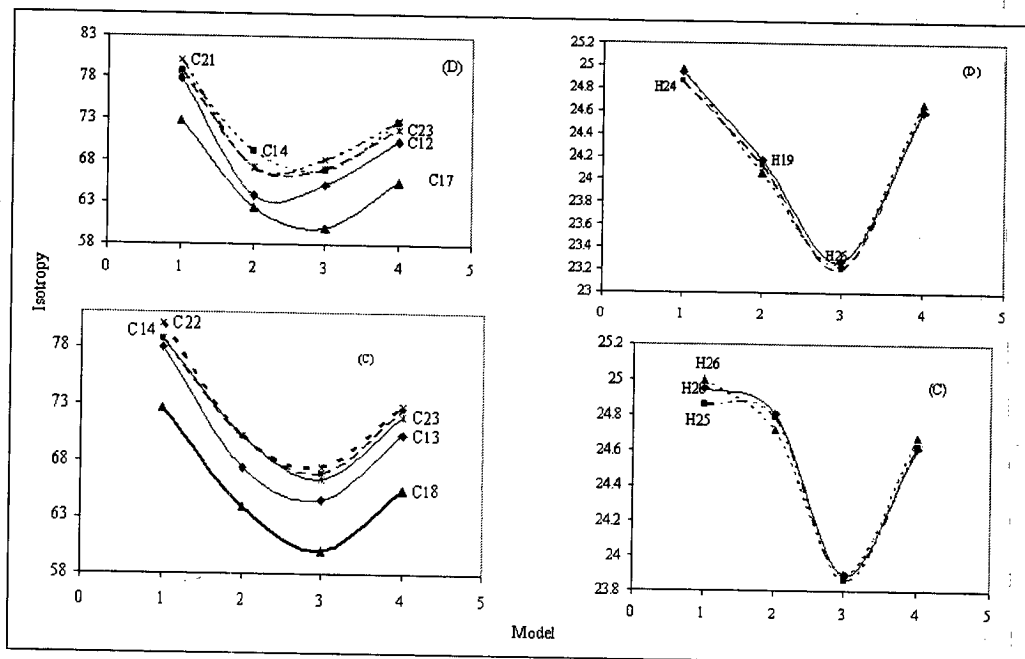 83
78
73
68
63
58
0 1 2 3 4 5
C21
C14
C23
C12
C17
(D)
25.2
25
24.8
24.6
24.4
24.2
24
23.8
23.6
23.4
23.2
23
0 1 2 3 4 5
H24
H19
H26
(D)
Isotropy
78
73
68
63
58
0 1 2 3 4 5
C14
C22
C23
C13
C18
(C)
25.2
25
24.8
24.6
24.4
24.2
24
23.8
0 1 2 3 4 5
H26
H25
(C)
Model